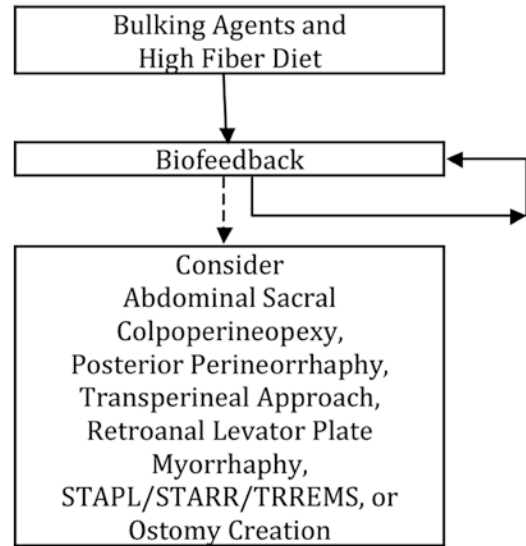 Bulking Agents and
High Fiber Diet
Biofeedback
Consider
Abdominal Sacral
Colpoperineopexy,
Posterior Perineorrhaphy,
Transperineal Approach,
Retroanal Levator Plate
Myorrhaphy,
STAPL/STARR/TRREMS, or
Ostomy Creation